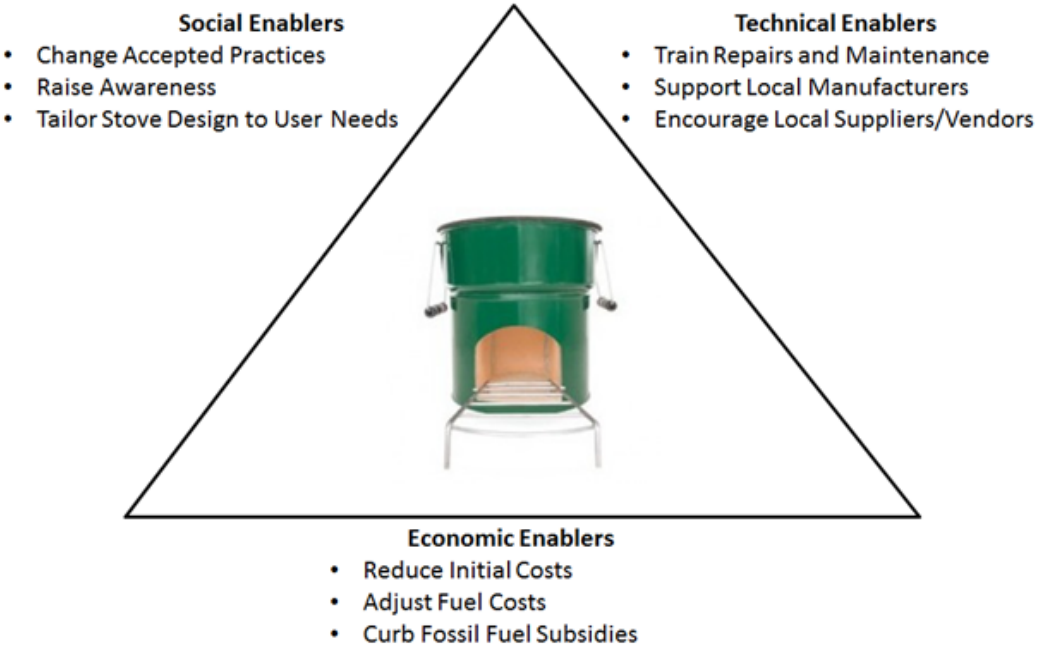 Social Enablers
• Change Accepted Practices
• Raise Awareness
• Tailor Stove Design to User Needs
Technical Enablers
• Train Repairs and Maintenance
• Support Local Manufacturers
• Encourage Local Suppliers/Vendors
Economic Enablers
• Reduce Initial Costs
• Adjust Fuel Costs
• Curb Fossil Fuel Subsidies